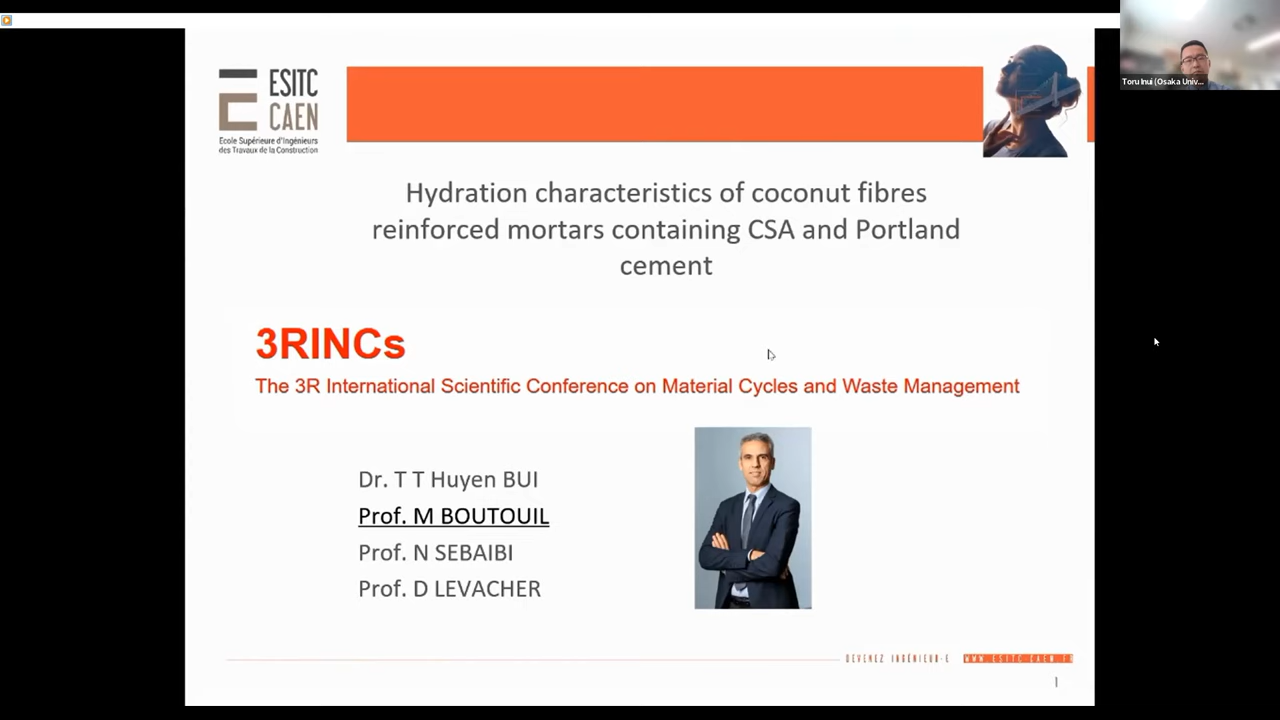 Toru Inui (Osaka Univ...
ESITC
CAEN
Ecole Supérieure d'Ingénieurs
des Travaux de la Construction
Hydration characteristics of coconut fibres
reinforced mortars containing CSA and Portland
cement
3RINCs
The 3R International Scientific Conference on Material Cycles and Waste Management
Dr. T T Huyen BUI
Prof. M BOUTOUIL
Prof. N SEBAIBI
Prof. D LEVACHER
DEVENEZ INGÉNIEUR·E
WWW.ESITC-CAEN.FR
1